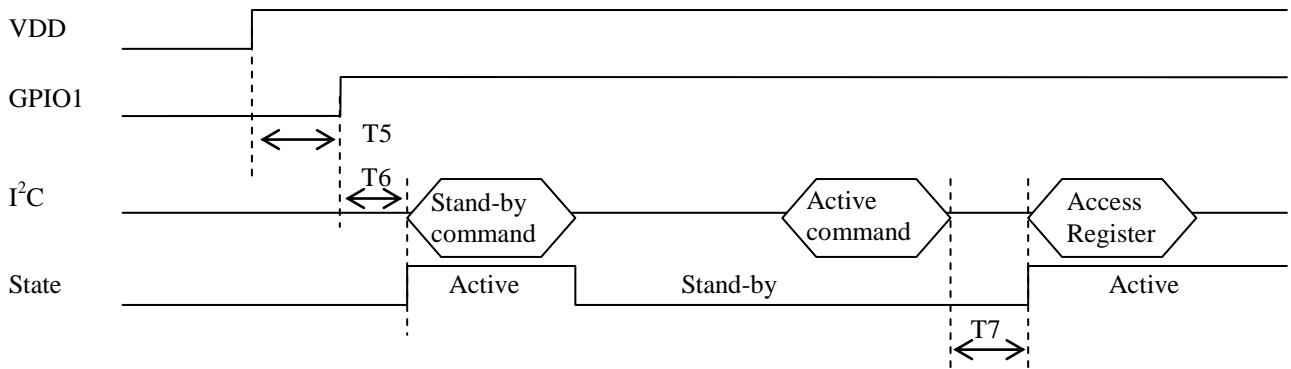 VDD
GPIO1
T5
T6
I²C
Stand-by
command
Active
command
Access
Register
State
Active
Stand-by
Active
T7